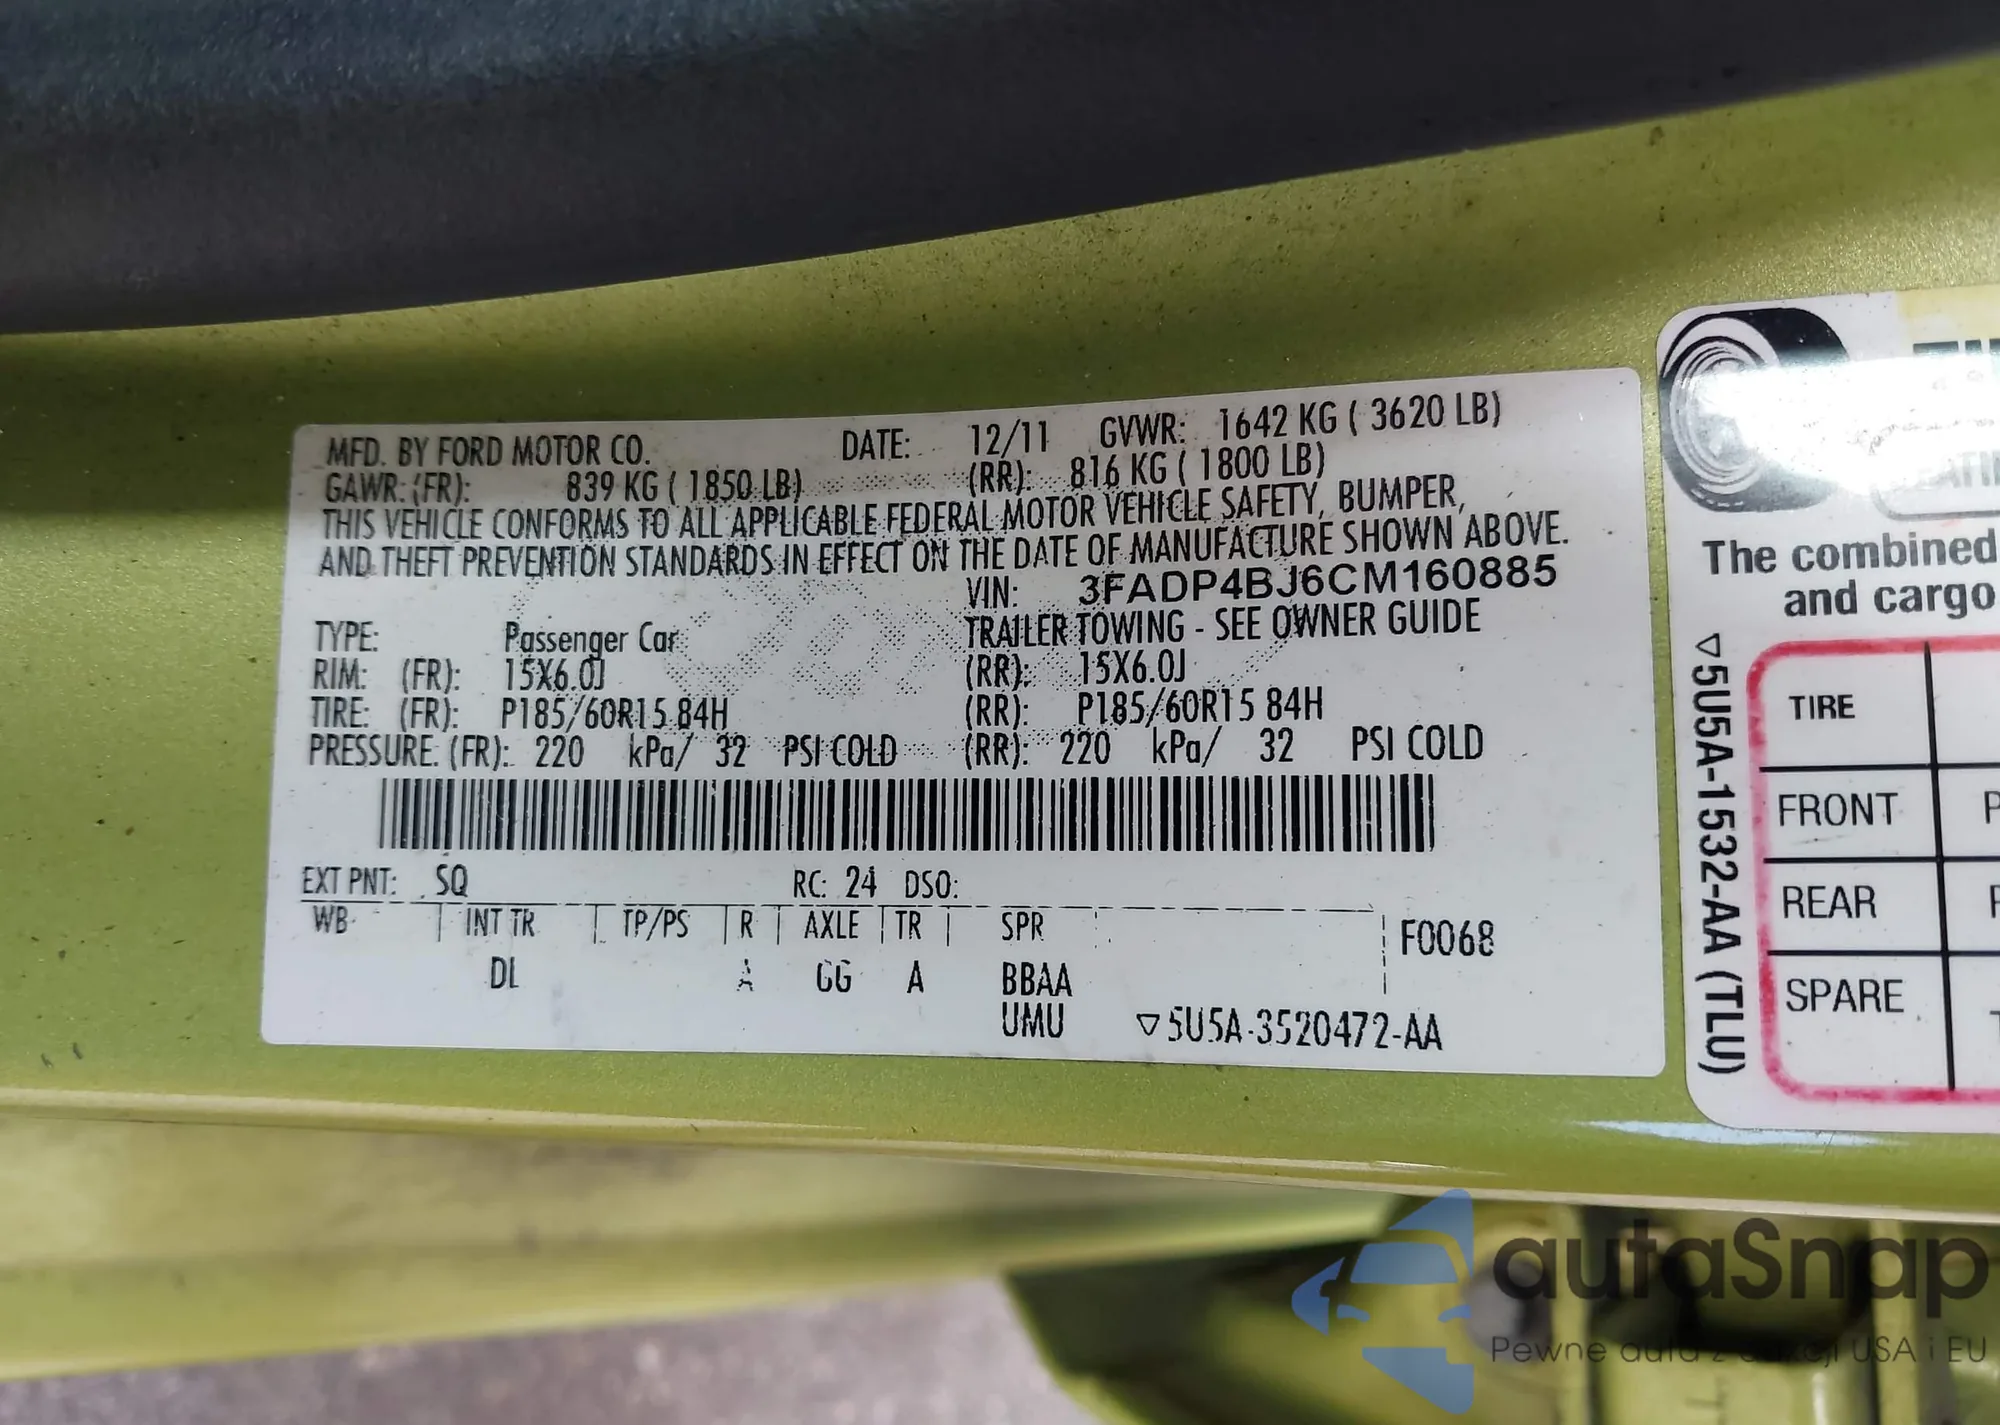 MFD. BY FORD MOTOR CO. DATE: 12/11 GVWR: 1642 KG ( 3620 LB)
GAWR: (FR): 839 KG ( 1850 LB) (RR): 816 KG ( 1800 LB)
THIS VEHICLE CONFORMS TO ALL APPLICABLE FEDERAL MOTOR VEHICLE SAFETY, BUMPER,
AND THEFT PREVENTION STANDARDS IN EFFECT ON THE DATE OF MANUFACTURE SHOWN ABOVE.
VIN: 3FADP4BJ6CM160885
TYPE: Passenger Car TRAILER TOWING - SEE OWNER GUIDE
RIM: (FR): 15X6.0J (RR): 15X6.0J
TIRE: (FR): P185/60R15 84H (RR): P185/60R15 84H
PRESSURE: (FR): 220 kPa/ 32 PSI COLD (RR): 220 kPa/ 32 PSI COLD
EXT PNT: SQ RC: 24 DSO:
WB INT TR TP/PS R AXLE TR SPR F0068
DL A GG A BBAA
UMU ▽5U5A-3520472-AA
The combined
and cargo
▽5U5A-1532-AA (TLU)
TIRE
FRONT P
REAR
SPARE T
autaSnap
Pewne auta z aukcji USA i EU